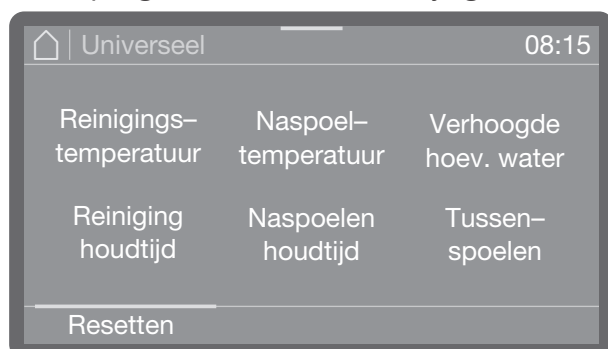 Universeel 08:15
Reinigings–
temperatuur
Naspoel–
temperatuur
Verhoogde
hoev. water
Reiniging
houdtijd
Naspoelen
houdtijd
Tussen–
spoelen
Resetten